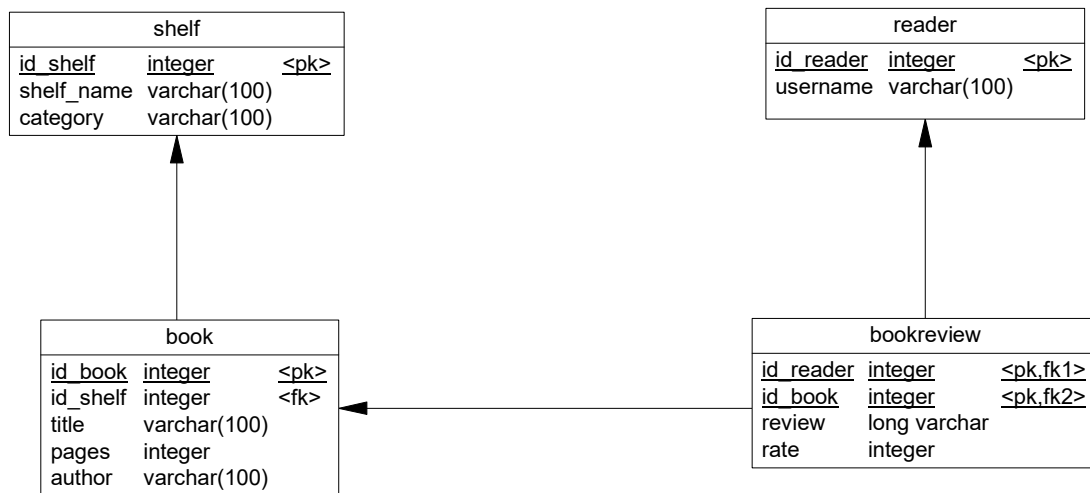 shelf
id_shelf integer <pk>
shelf_name varchar(100)
category varchar(100)
reader
id_reader integer <pk>
username varchar(100)
book
id_book integer <pk>
id_shelf integer <fk>
title varchar(100)
pages integer
author varchar(100)
bookreview
id_reader integer <pk,fk1>
id_book integer <pk,fk2>
review long varchar
rate integer